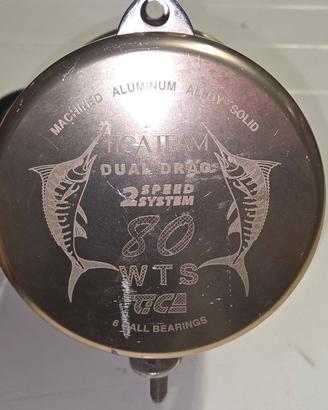 MACHINED ALUMINUM ALLOY SOLID
TICA TEAM
DUAL DRAG
2 SPEED
SYSTEM
80
WTS
TiCA
6 BALL BEARINGS